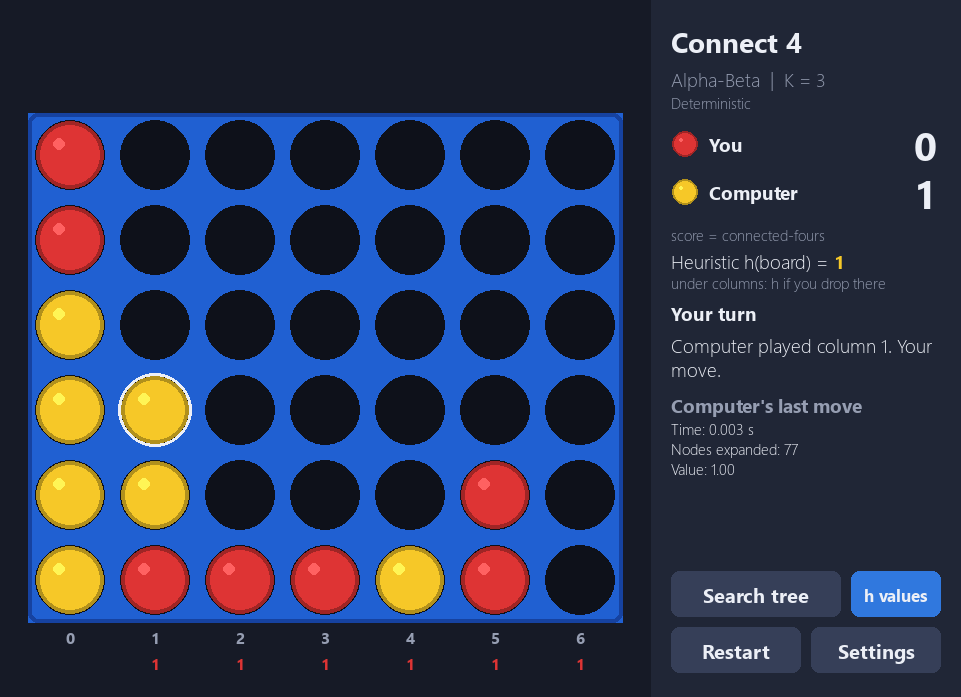 Connect 4
Alpha-Beta | K = 3
Deterministic
You 0
Computer 1
score = connected-fours
Heuristic h(board) = 1
under columns: h if you drop there
Your turn
Computer played column 1. Your
move.
Computer's last move
Time: 0.003 s
Nodes expanded: 77
Value: 1.00
Search tree h values
Restart Settings
0 1 2 3 4 5 6
1 1 1 1 1 1